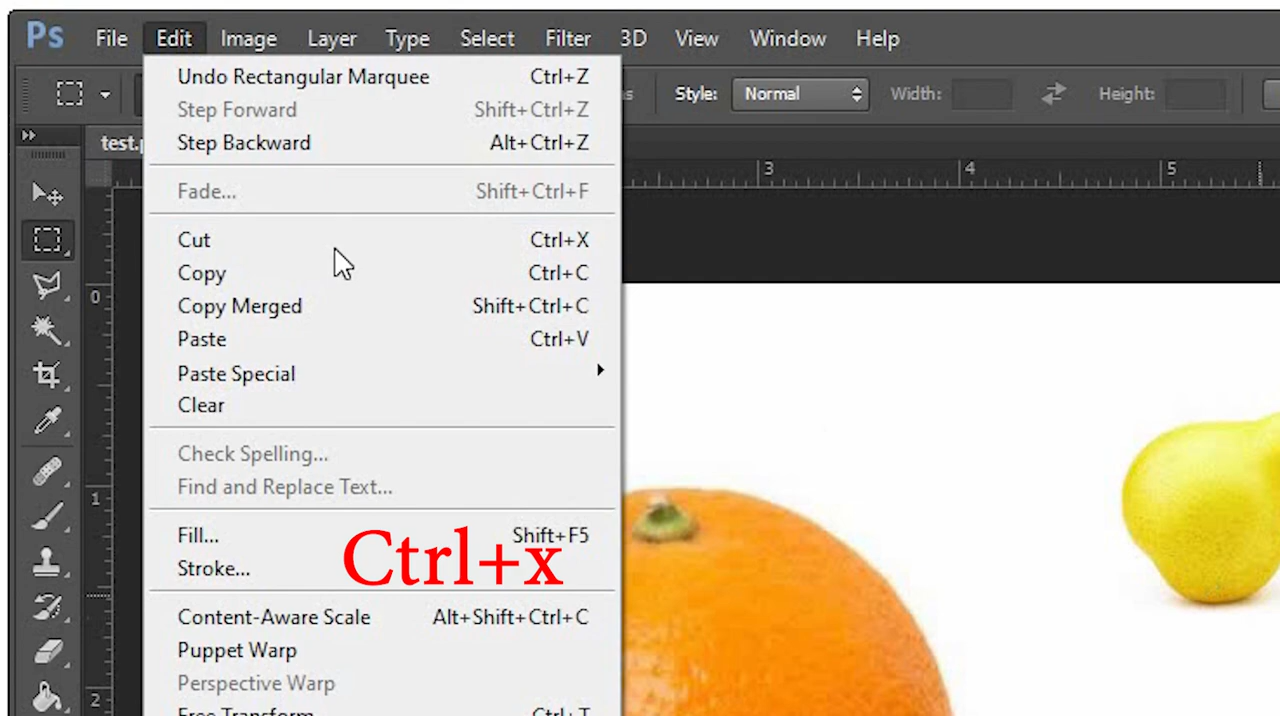 Ps File Edit Image Layer Type Select Filter 3D View Window Help
Style: Normal Width: Height:
test.
Undo Rectangular Marquee Ctrl+Z
Step Forward Shift+Ctrl+Z
Step Backward Alt+Ctrl+Z
Fade... Shift+Ctrl+F
Cut Ctrl+X
Copy Ctrl+C
Copy Merged Shift+Ctrl+C
Paste Ctrl+V
Paste Special
Clear
Check Spelling...
Find and Replace Text...
Fill... Shift+F5
Stroke...
Ctrl+x
Content-Aware Scale Alt+Shift+Ctrl+C
Puppet Warp
Perspective Warp
Free Transform Ctrl+T
3 4 5
0
1
2